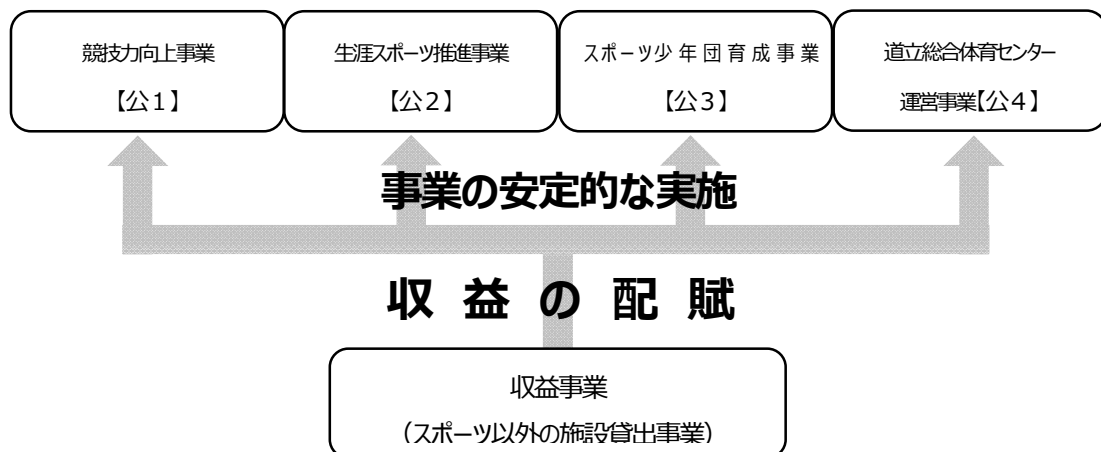 競技力向上事業
【公１】
生涯スポーツ推進事業
【公２】
スポーツ少年団育成事業
【公３】
道立総合体育センター
運営事業【公４】
事業の安定的な実施
収益の配賦
収益事業
（スポーツ以外の施設貸出事業）